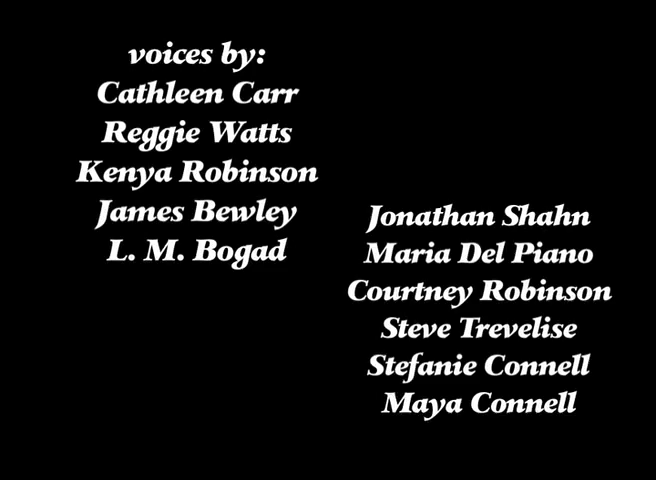 voices by:
Cathleen Carr
Reggie Watts
Kenya Robinson
James Bewley
L. M. Bogad
Jonathan Shahn
Maria Del Piano
Courtney Robinson
Steve Trevelise
Stefanie Connell
Maya Connell